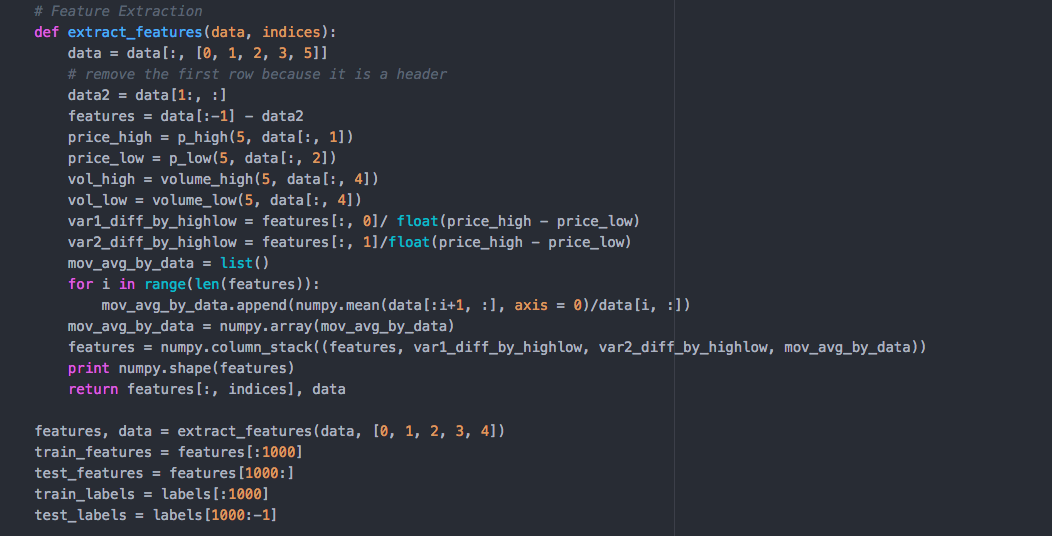 # Feature Extraction
def extract_features(data, indices):
    data = data[:, [0, 1, 2, 3, 5]]
    # remove the first row because it is a header
    data2 = data[1:, :]
    features = data[:-1] - data2
    price_high = p_high(5, data[:, 1])
    price_low = p_low(5, data[:, 2])
    vol_high = volume_high(5, data[:, 4])
    vol_low = volume_low(5, data[:, 4])
    var1_diff_by_highlow = features[:, 0]/ float(price_high - price_low)
    var2_diff_by_highlow = features[:, 1]/float(price_high - price_low)
    mov_avg_by_data = list()
    for i in range(len(features)):
        mov_avg_by_data.append(numpy.mean(data[:i+1, :], axis = 0)/data[i, :])
    mov_avg_by_data = numpy.array(mov_avg_by_data)
    features = numpy.column_stack((features, var1_diff_by_highlow, var2_diff_by_highlow, mov_avg_by_data))
    print numpy.shape(features)
    return features[:, indices], data

features, data = extract_features(data, [0, 1, 2, 3, 4])
train_features = features[:1000]
test_features = features[1000:]
train_labels = labels[:1000]
test_labels = labels[1000:-1]